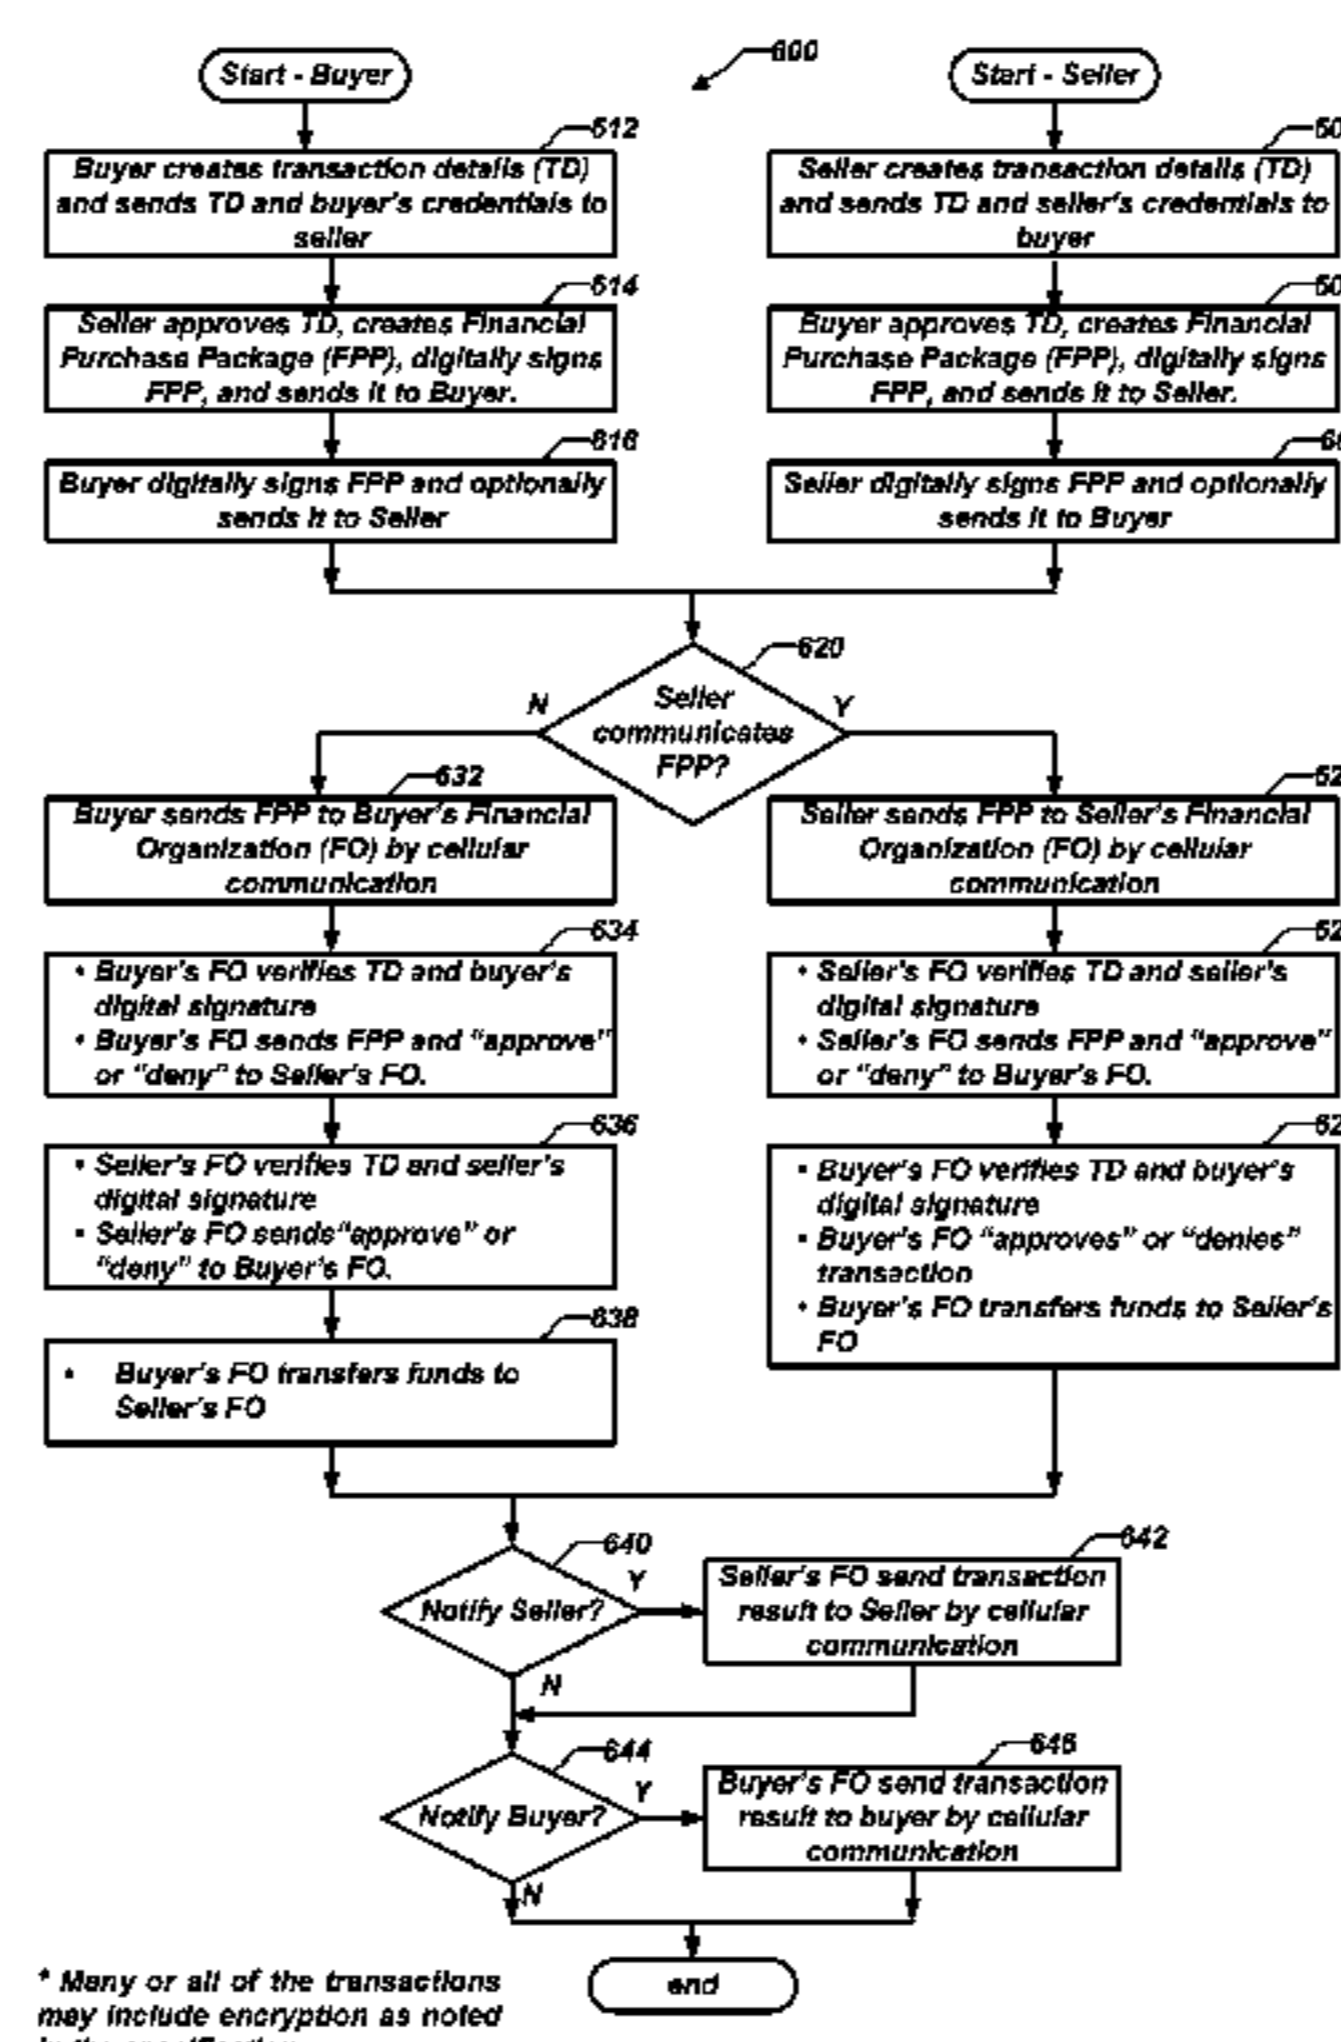 600
Start - Buyer
612
Buyer creates transaction details (TD)
and sends TD and buyer's credentials to
seller
614
Seller approves TD, creates Financial
Purchase Package (FPP), digitally signs
FPP, and sends it to Buyer.
616
Buyer digitally signs FPP and optionally
sends it to Seller
Start - Seller
Seller creates transaction details (TD)
and sends TD and seller's credentials to
buyer
Buyer approves TD, creates Financial
Purchase Package (FPP), digitally signs
FPP, and sends it to Seller.
Seller digitally signs FPP and optionally
sends it to Buyer
620
Seller
communicates
FPP?
N
Y
632
Buyer sends FPP to Buyer's Financial
Organization (FO) by cellular
communication
634
• Buyer's FO verifies TD and buyer's
digital signature
• Buyer's FO sends FPP and "approve"
or "deny" to Seller's FO.
636
• Seller's FO verifies TD and seller's
digital signature
• Seller's FO sends"approve" or
"deny" to Buyer's FO.
638
• Buyer's FO transfers funds to
Seller's FO
Seller sends FPP to Seller's Financial
Organization (FO) by cellular
communication
• Seller's FO verifies TD and seller's
digital signature
• Seller's FO sends FPP and "approve"
or "deny" to Buyer's FO.
• Buyer's FO verifies TD and buyer's
digital signature
• Buyer's FO "approves" or "denies"
transaction
• Buyer's FO transfers funds to Seller's
FO
640
Notify Seller?
Y
N
642
Seller's FO send transaction
result to Seller by cellular
communication
644
Notify Buyer?
Y
N
646
Buyer's FO send transaction
result to buyer by cellular
communication
end
* Many or all of the transactions
may include encryption as noted